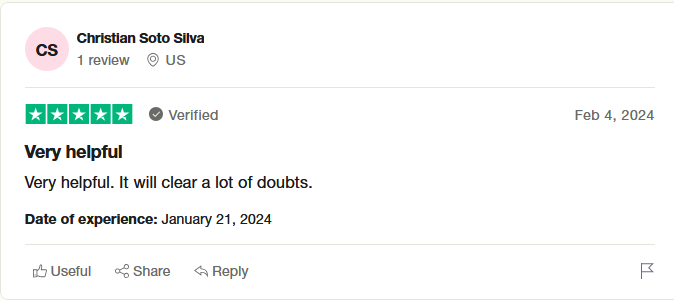 CS
Christian Soto Silva
1 review US
Verified
Feb 4, 2024
Very helpful
Very helpful. It will clear a lot of doubts.
Date of experience: January 21, 2024
Useful Share Reply